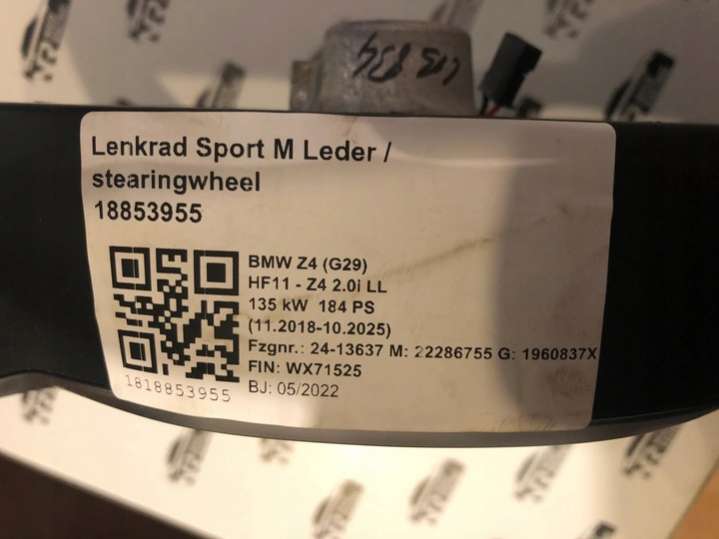 Lenkrad Sport M Leder /
stearingwheel
18853955
BMW Z4 (G29)
HF11 - Z4 2.0i LL
135 kW 184 PS
(11.2018-10.2025)
Fzgnr.: 24-13637 M: 22286755 G: 1960837X
FIN: WX71525
BJ: 05/2022
1818853955